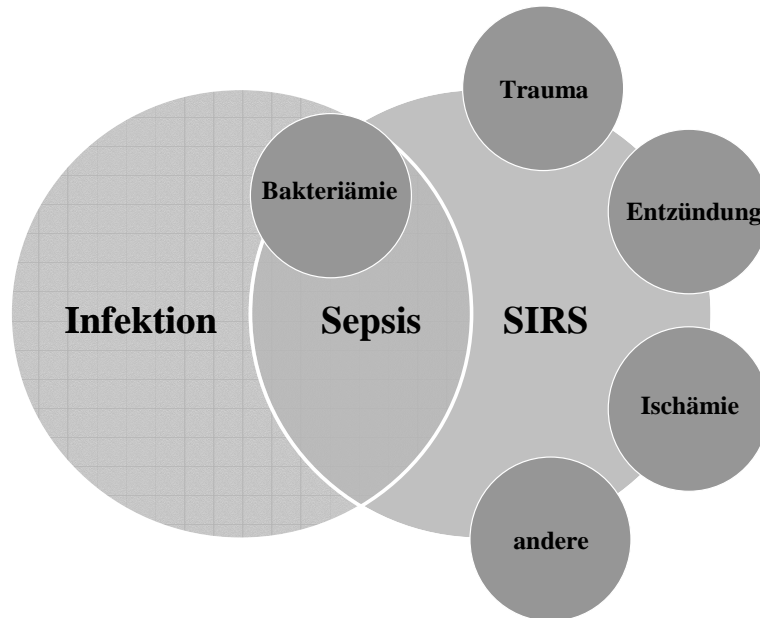 Trauma
Bakteriämie
Entzündung
Infektion
Sepsis
SIRS
Ischämie
andere